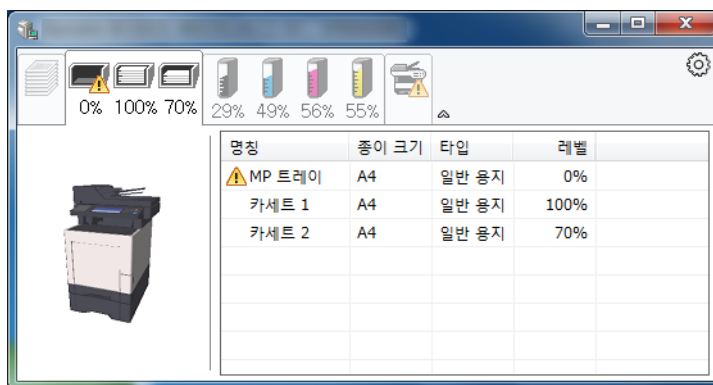 0% 100% 70% 29% 49% 56% 55%
명칭 종이 크기 타입 레벨
MP 트레이 A4 일반 용지 0%
카세트 1 A4 일반 용지 100%
카세트 2 A4 일반 용지 70%